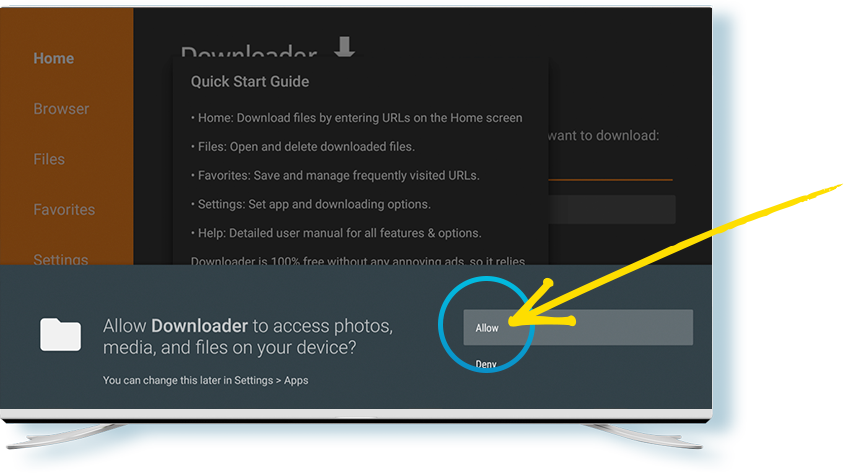 Home
Browser
Files
Favorites
Settings
Downloader
Quick Start Guide
• Home: Download files by entering URLs on the Home screen
• Files: Open and delete downloaded files.
• Favorites: Save and manage frequently visited URLs.
• Settings: Set app and downloading options.
• Help: Detailed user manual for all features & options.
Downloader is 100% free without any annoying ads, so it relies
want to download:
Allow Downloader to access photos,
media, and files on your device?
You can change this later in Settings > Apps
Allow
Deny